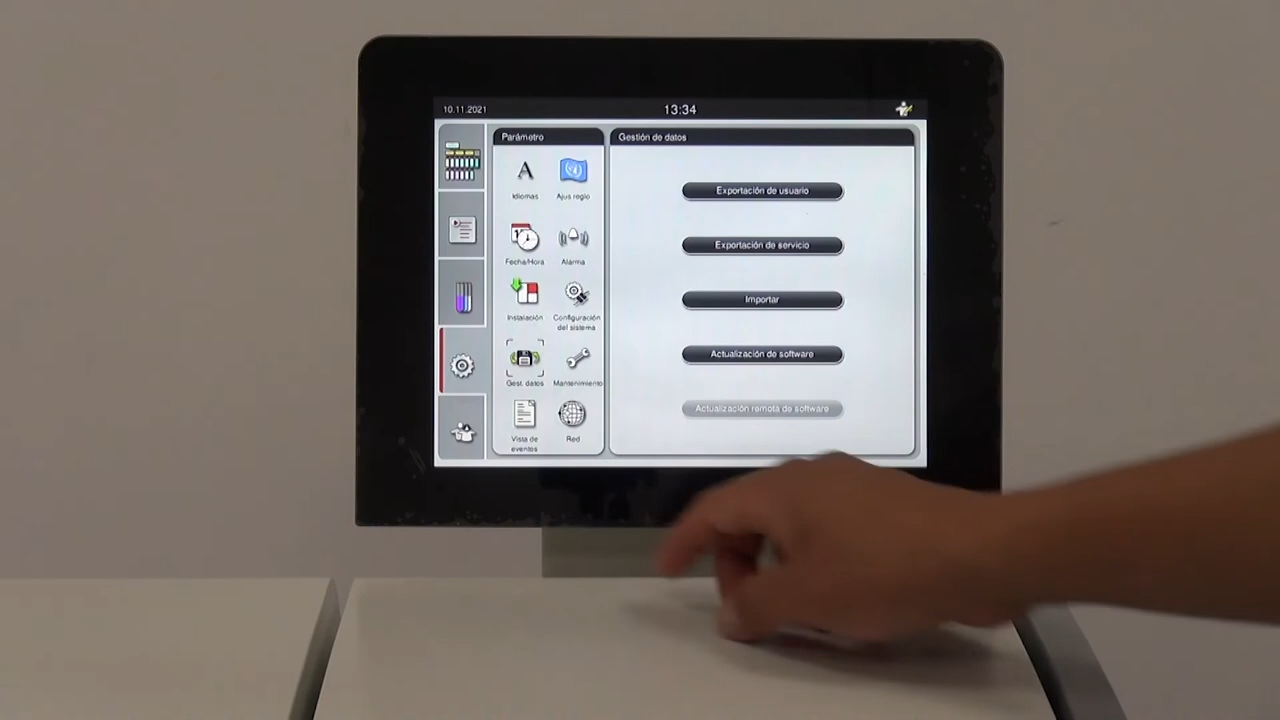 10.11.2021
13:34
Parámetro
Idiomas
Ajus regio
Fecha/Hora
Alarma
Instalación
Configuración
del sistema
Gest. datos
Mantenimiento
Vista de
eventos
Red
Gestión de datos
Exportación de usuario
Exportación de servicio
Importar
Actualización de software
Actualización remota de software